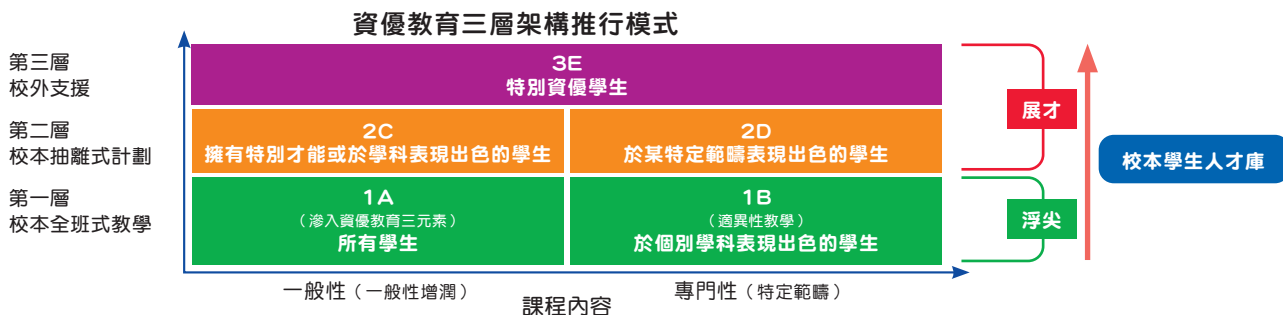 資優教育三層架構推行模式
第三層
校外支援
3E
特別資優學生
第二層
校本抽離式計劃
2C
擁有特別才能或於學科表現出色的學生
2D
於某特定範疇表現出色的學生
第一層
校本全班式教學
1A
（滲入資優教育三元素）
所有學生
1B
（適異性教學）
於個別學科表現出色的學生
展才
浮尖
校本學生人才庫
一般性（一般性增潤）
專門性（特定範疇）
課程內容